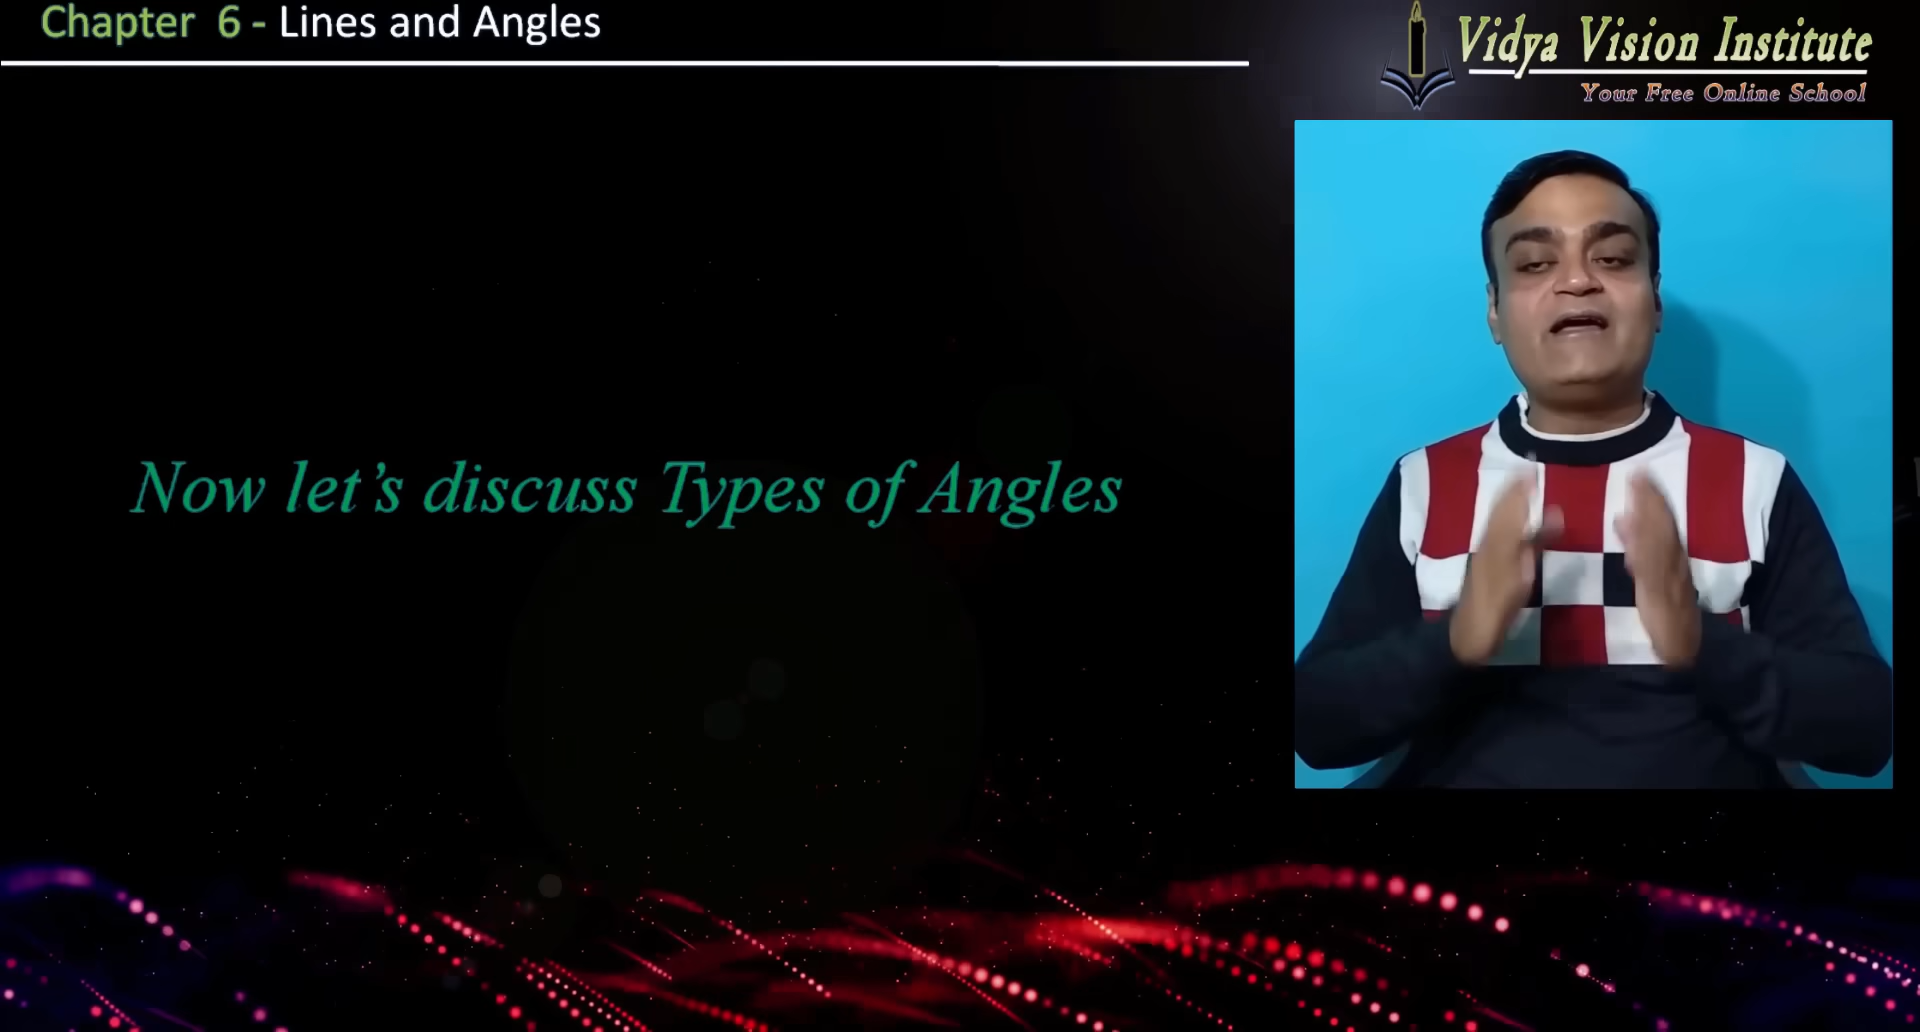 Chapter 6 - Lines and Angles
Vidya Vision Institute
Your Free Online School
Now let's discuss Types of Angles